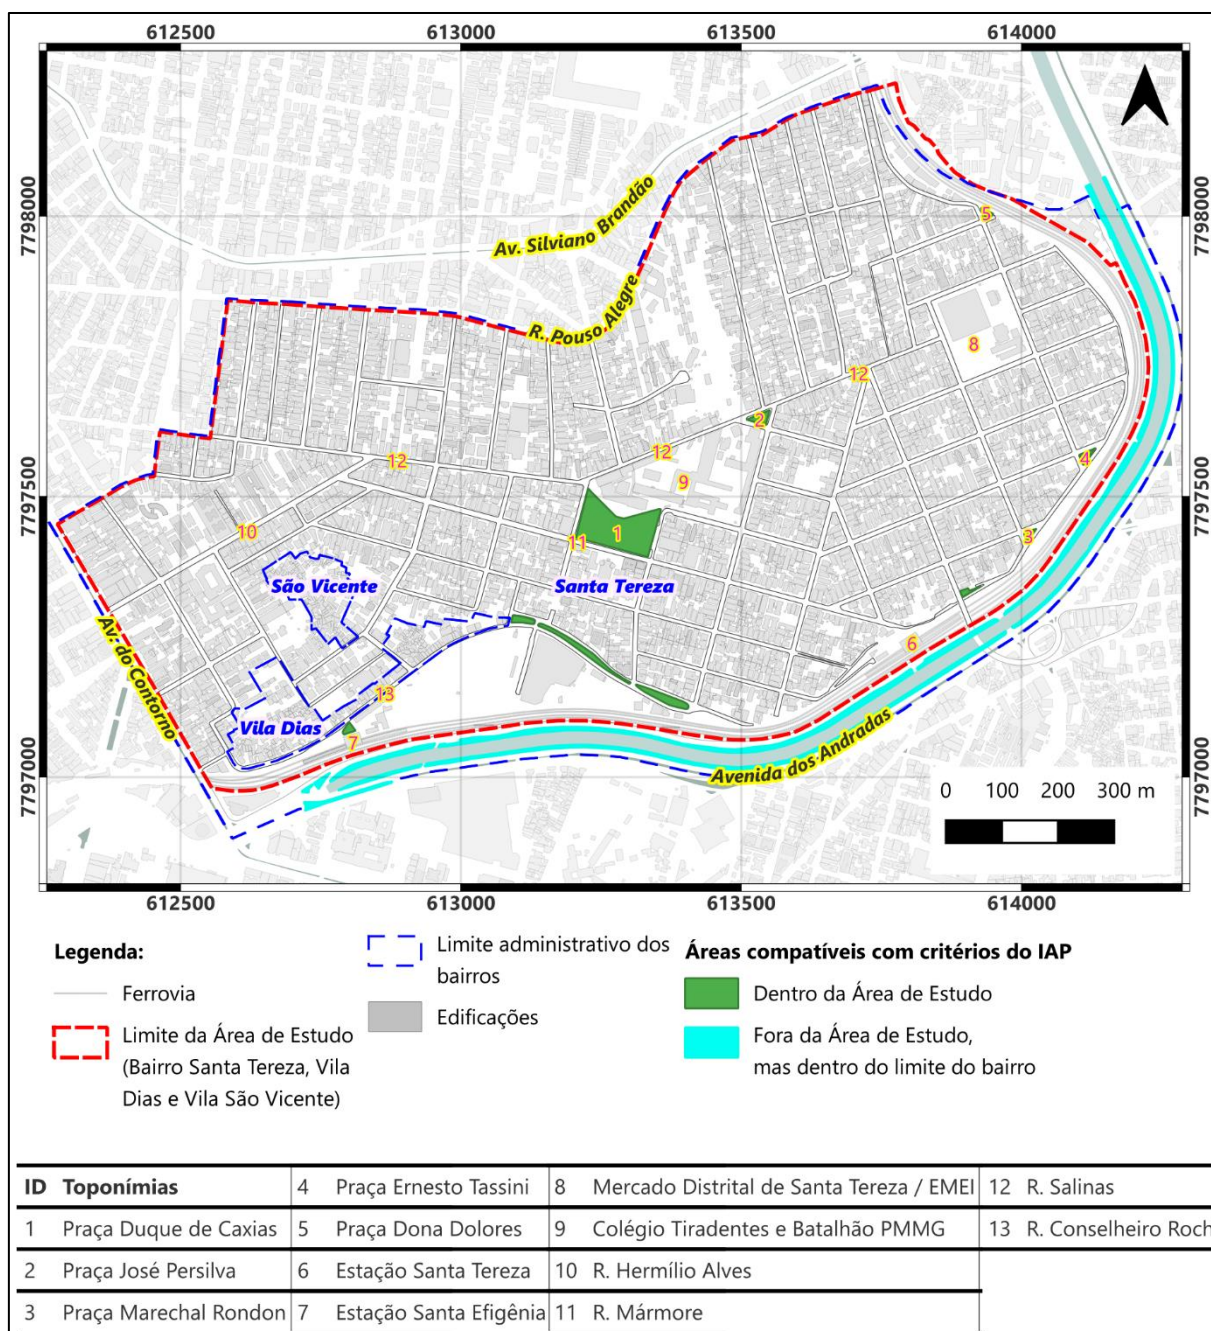 612500 613000 613500 614000
7798000 7798000
7797500 7797500
7797000 7797000
Av. Silviano Brandão
R. Pouso Alegre
5
8
12
2
12
4
12
9
10
1
11
3
São Vicente
Santa Tereza
6
Av. do Contorno
13
Vila Dias
7
Avenida dos Andradas
0 100 200 300 m
612500 613000 613500 614000
Legenda:
Ferrovia
Limite da Área de Estudo
(Bairro Santa Tereza, Vila
Dias e Vila São Vicente)
Limite administrativo dos
bairros
Edificações
Áreas compatíveis com critérios do IAP
Dentro da Área de Estudo
Fora da Área de Estudo,
mas dentro do limite do bairro
ID Toponímias 4 Praça Ernesto Tassini 8 Mercado Distrital de Santa Tereza / EMEI 12 R. Salinas
1 Praça Duque de Caxias 5 Praça Dona Dolores 9 Colégio Tiradentes e Batalhão PMMG 13 R. Conselheiro Roch
2 Praça José Persilva 6 Estação Santa Tereza 10 R. Hermílio Alves
3 Praça Marechal Rondon 7 Estação Santa Efigênia 11 R. Mármore